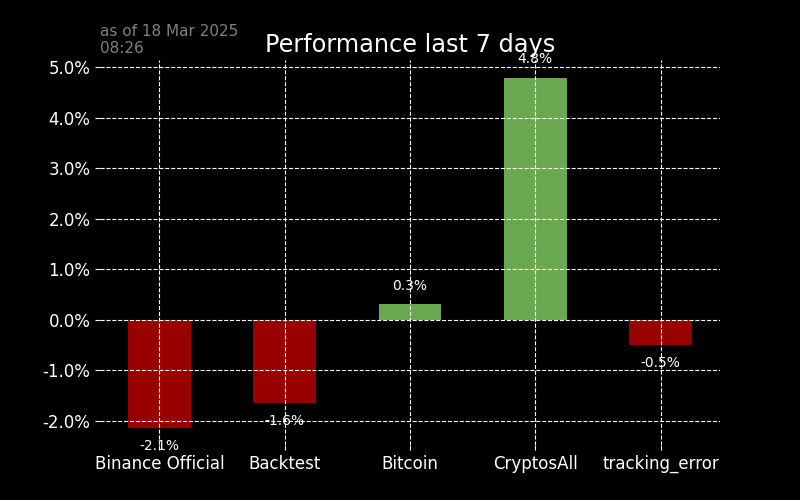 as of 18 Mar 2025
08:26
Performance last 7 days
5.0%
4.0%
3.0%
2.0%
1.0%
0.0%
-1.0%
-2.0%
-2.1%
-1.6%
0.3%
4.8%
-0.5%
Binance Official
Backtest
Bitcoin
CryptosAll
tracking_error